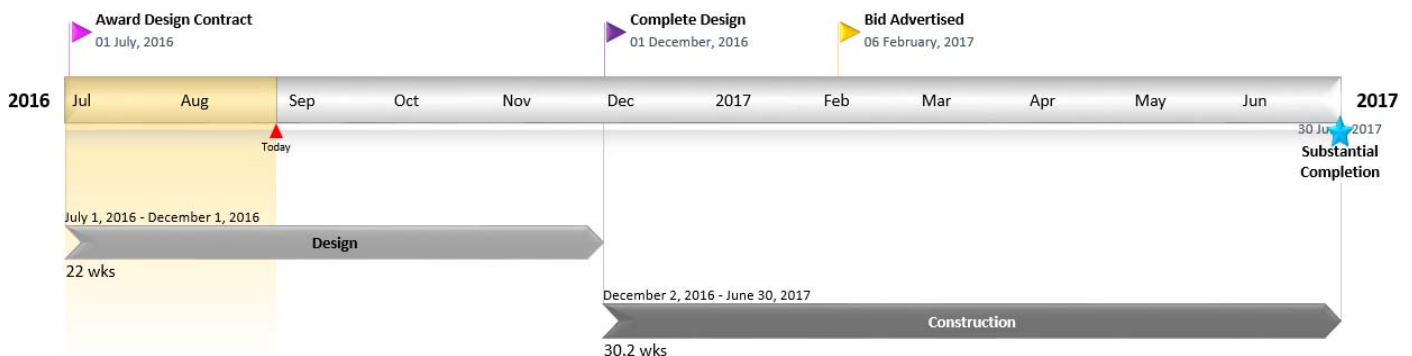 Award Design Contract
01 July, 2016
Complete Design
01 December, 2016
Bid Advertised
06 February, 2017
2016 Jul Aug Sep Oct Nov Dec 2017 Feb Mar Apr May Jun 2017
Today
30 2017
Substantial
Completion
July 1, 2016 - December 1, 2016
Design
22 wks
December 2, 2016 - June 30, 2017
Construction
30.2 wks